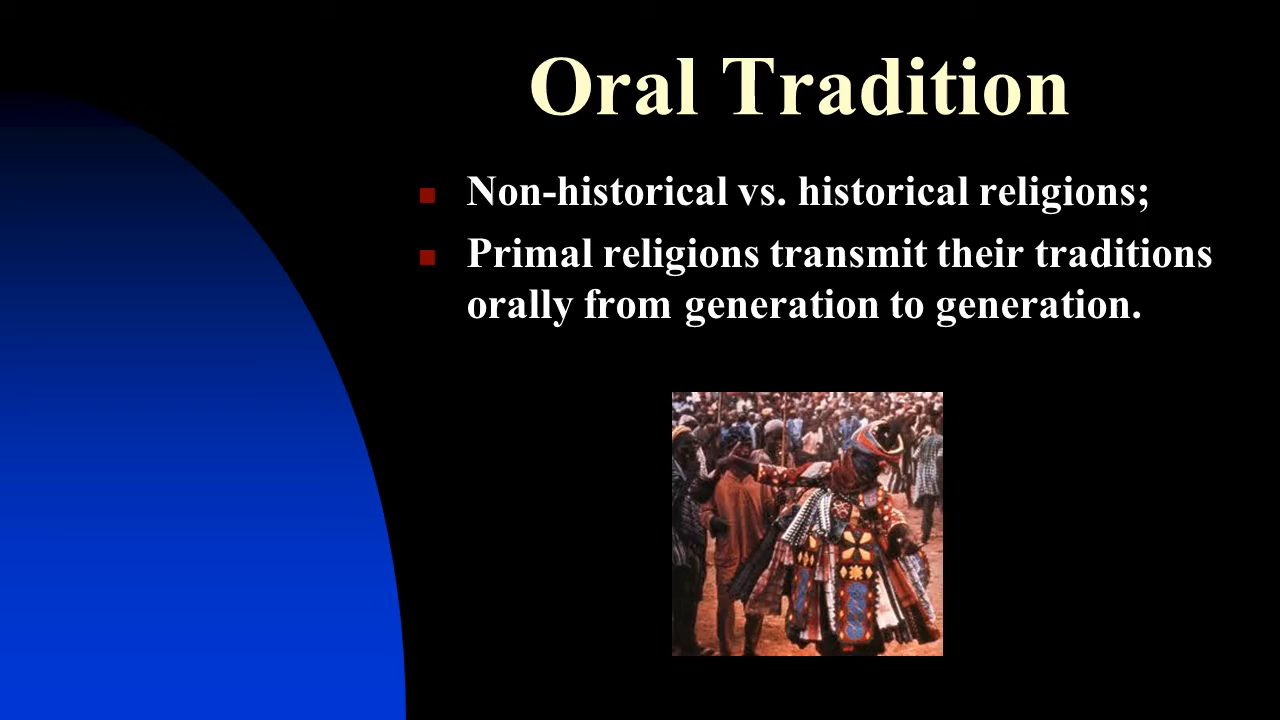 Oral Tradition
Non-historical vs. historical religions;
Primal religions transmit their traditions
orally from generation to generation.